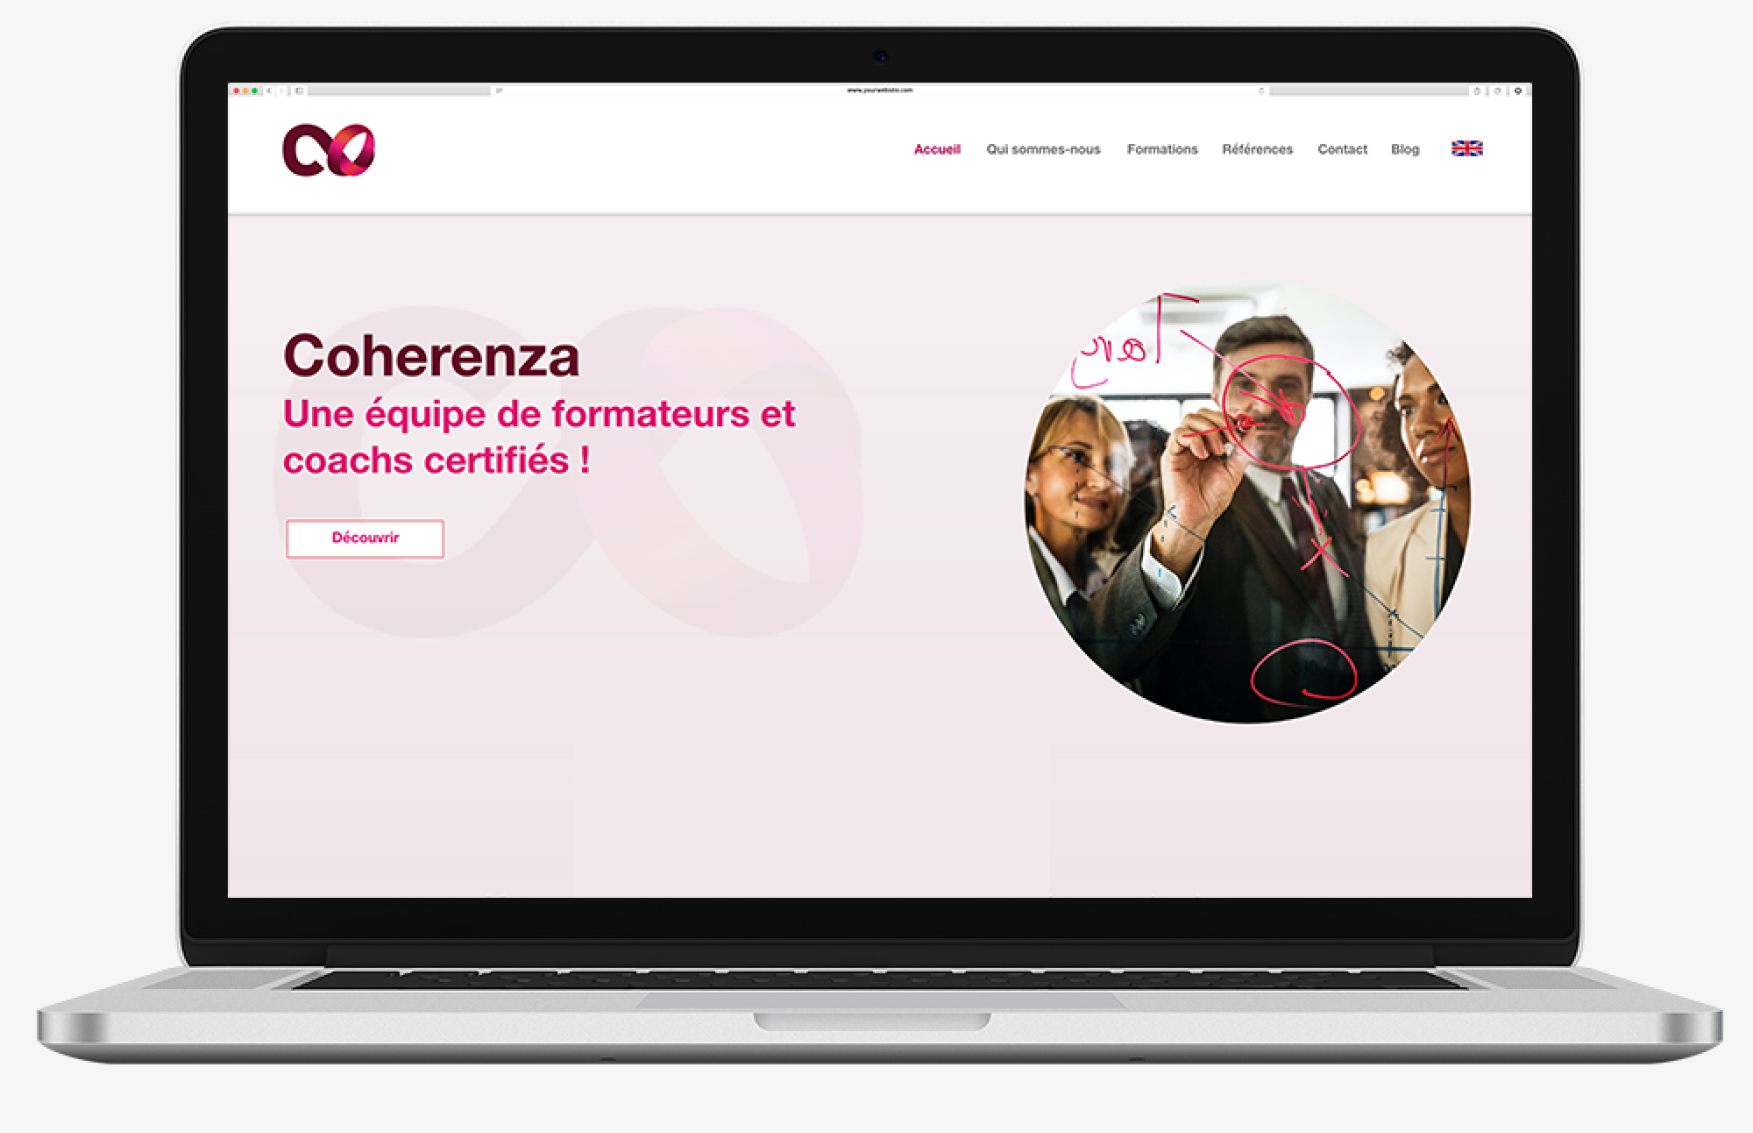 www.yourwebsite.com
Accueil Qui sommes-nous Formations Références Contact Blog
Coherenza
Une équipe de formateurs et
coachs certifiés !
Découvrir